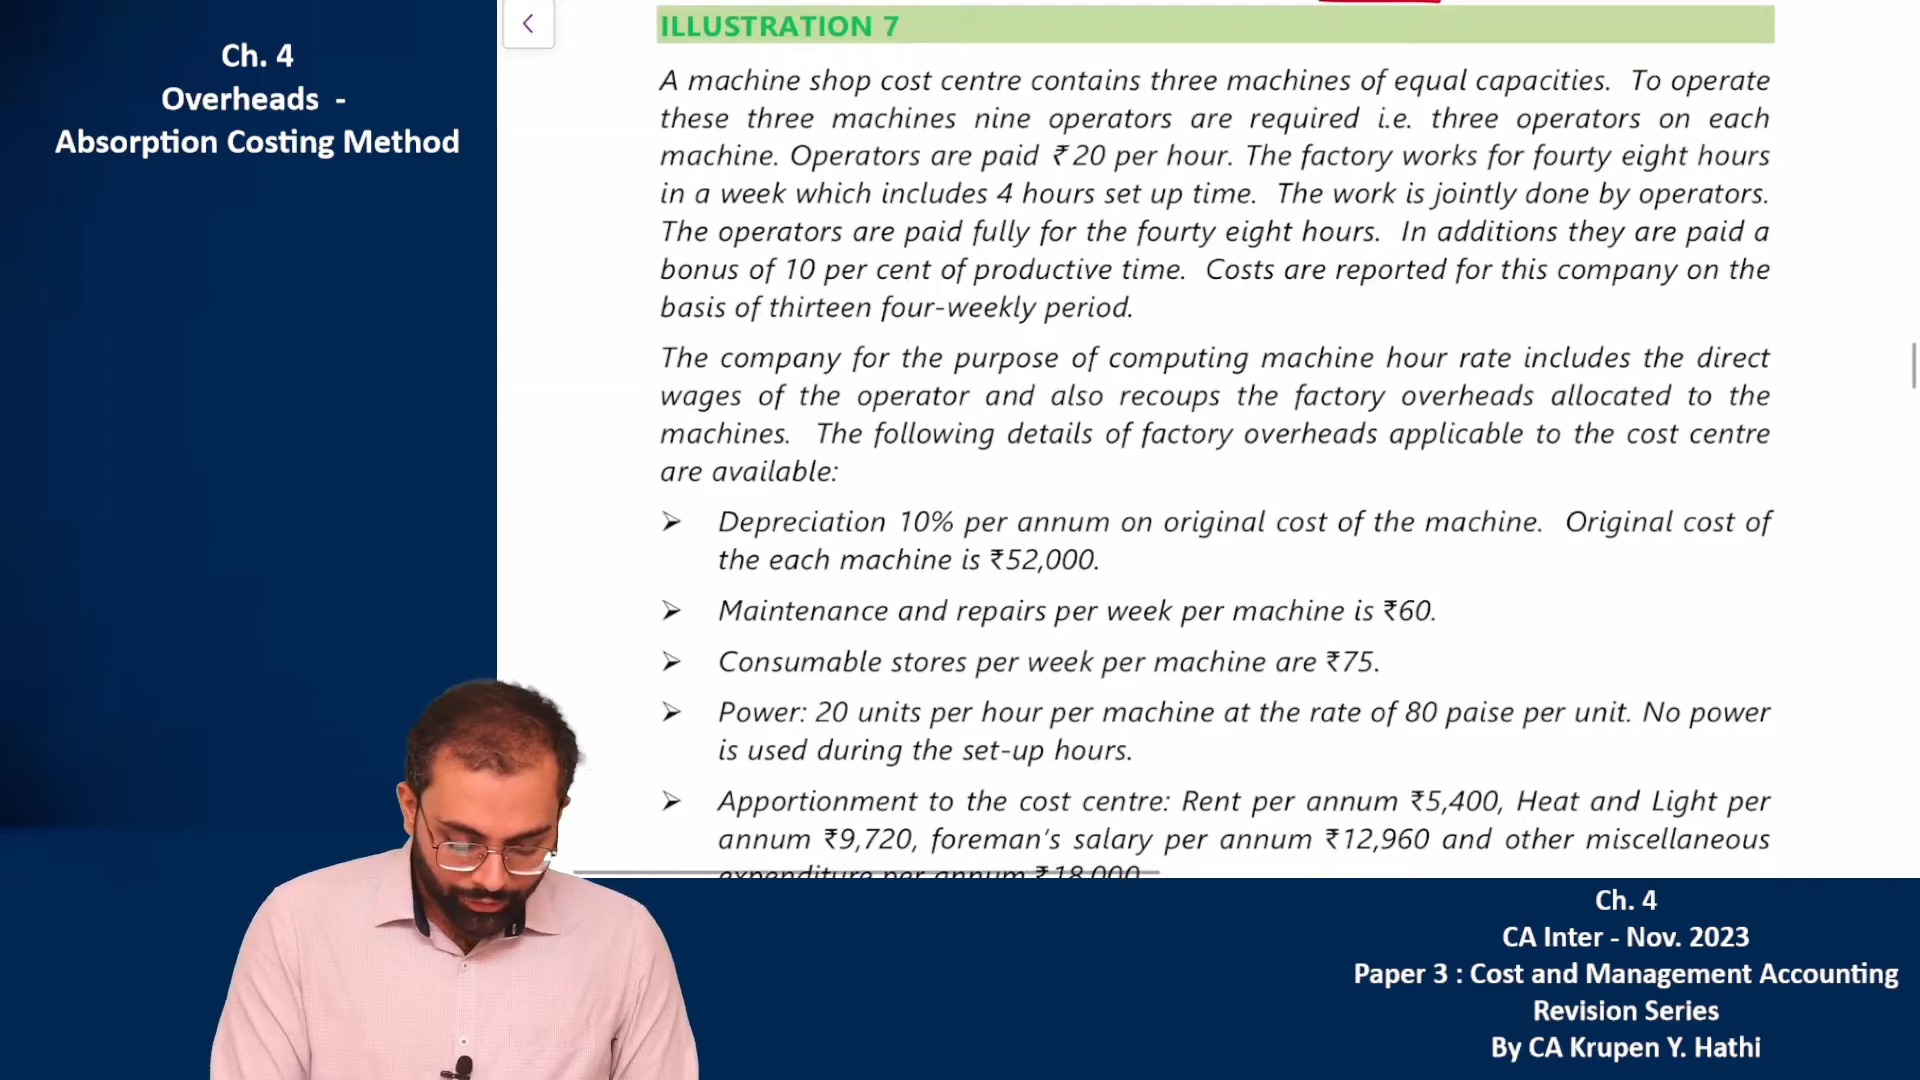 Ch. 4
Overheads -
Absorption Costing Method
ILLUSTRATION 7
A machine shop cost centre contains three machines of equal capacities. To operate
these three machines nine operators are required i.e. three operators on each
machine. Operators are paid ₹20 per hour. The factory works for fourty eight hours
in a week which includes 4 hours set up time. The work is jointly done by operators.
The operators are paid fully for the fourty eight hours. In additions they are paid a
bonus of 10 per cent of productive time. Costs are reported for this company on the
basis of thirteen four-weekly period.
The company for the purpose of computing machine hour rate includes the direct
wages of the operator and also recoups the factory overheads allocated to the
machines. The following details of factory overheads applicable to the cost centre
are available:
➢ Depreciation 10% per annum on original cost of the machine. Original cost of
the each machine is ₹52,000.
➢ Maintenance and repairs per week per machine is ₹60.
➢ Consumable stores per week per machine are ₹75.
➢ Power: 20 units per hour per machine at the rate of 80 paise per unit. No power
is used during the set-up hours.
➢ Apportionment to the cost centre: Rent per annum ₹5,400, Heat and Light per
annum ₹9,720, foreman's salary per annum ₹12,960 and other miscellaneous
expenditure per annum ₹18,000
Ch. 4
CA Inter - Nov. 2023
Paper 3 : Cost and Management Accounting
Revision Series
By CA Krupen Y. Hathi